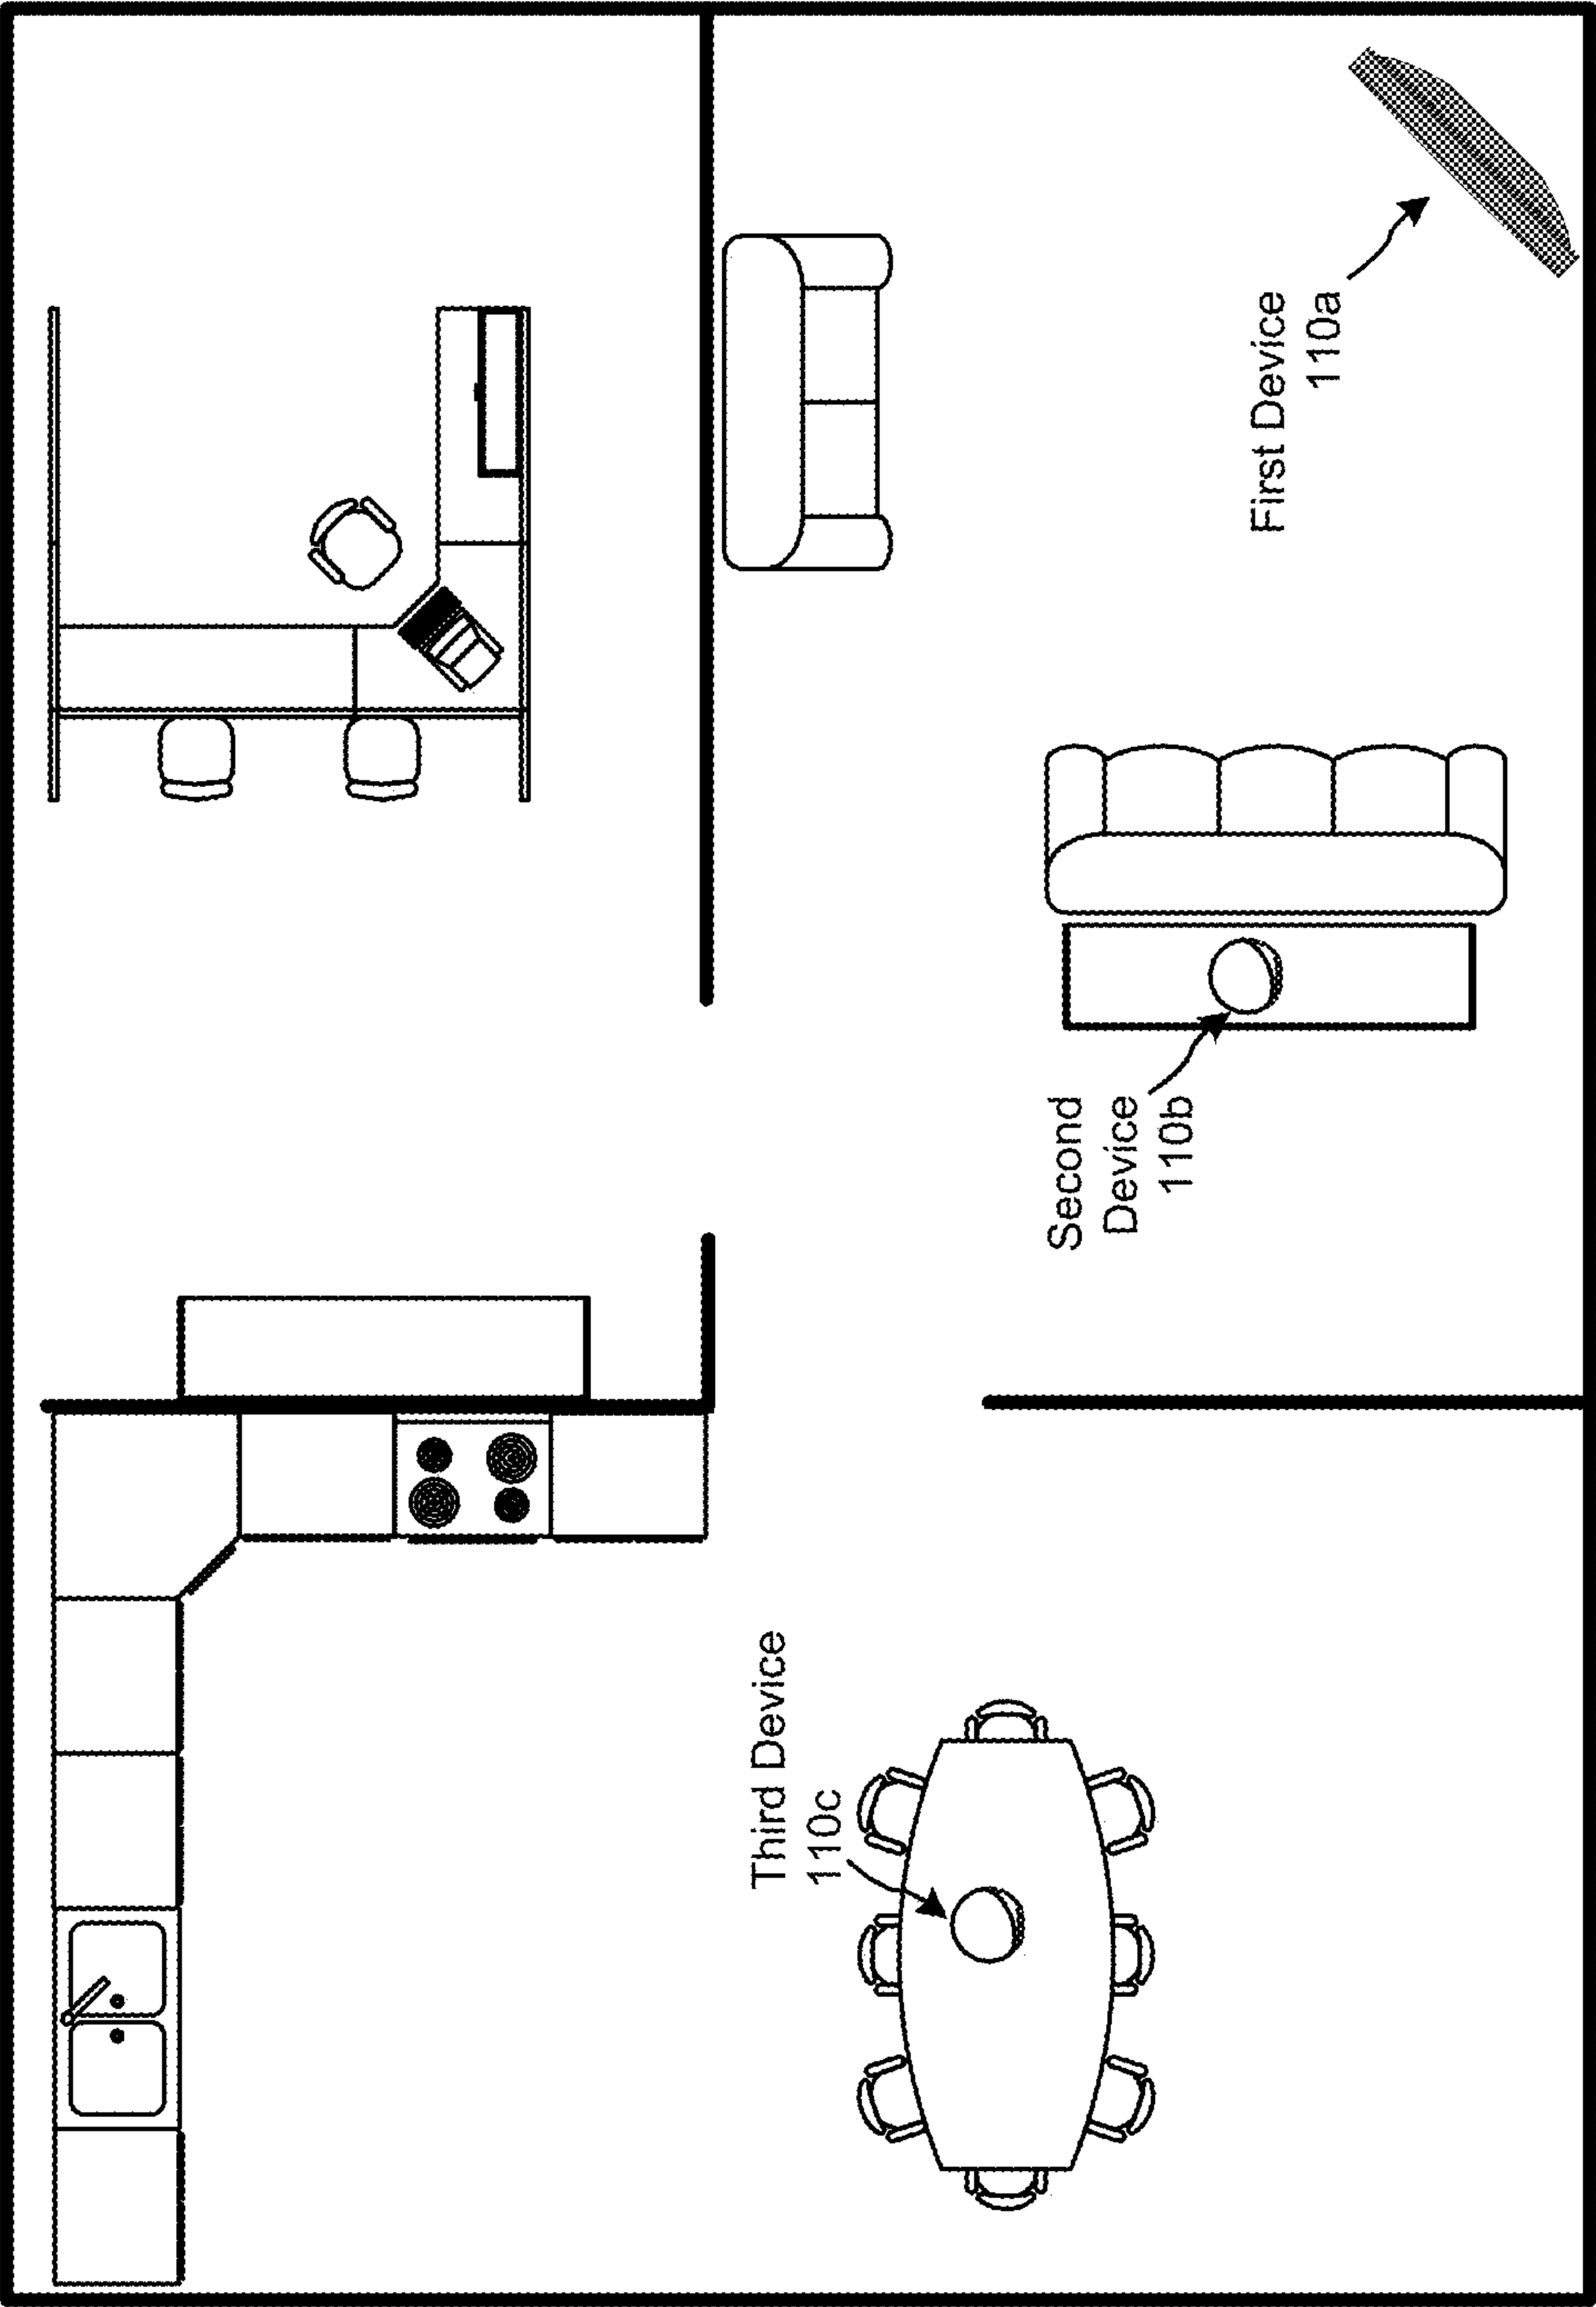 First Device
110a
Second
Device
110b
Third Device
110c